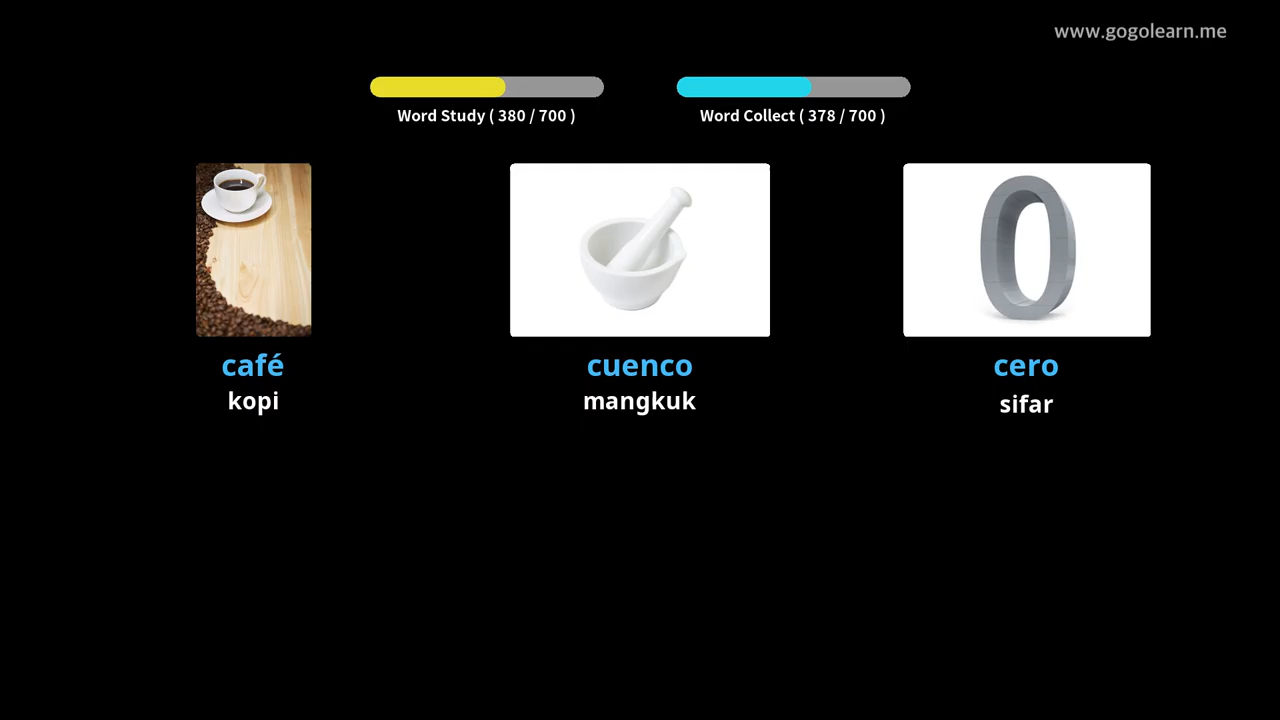 www.gogolearn.me
Word Study ( 380 / 700 )
Word Collect ( 378 / 700 )
café
kopi
cuenco
mangkuk
cero
sifar